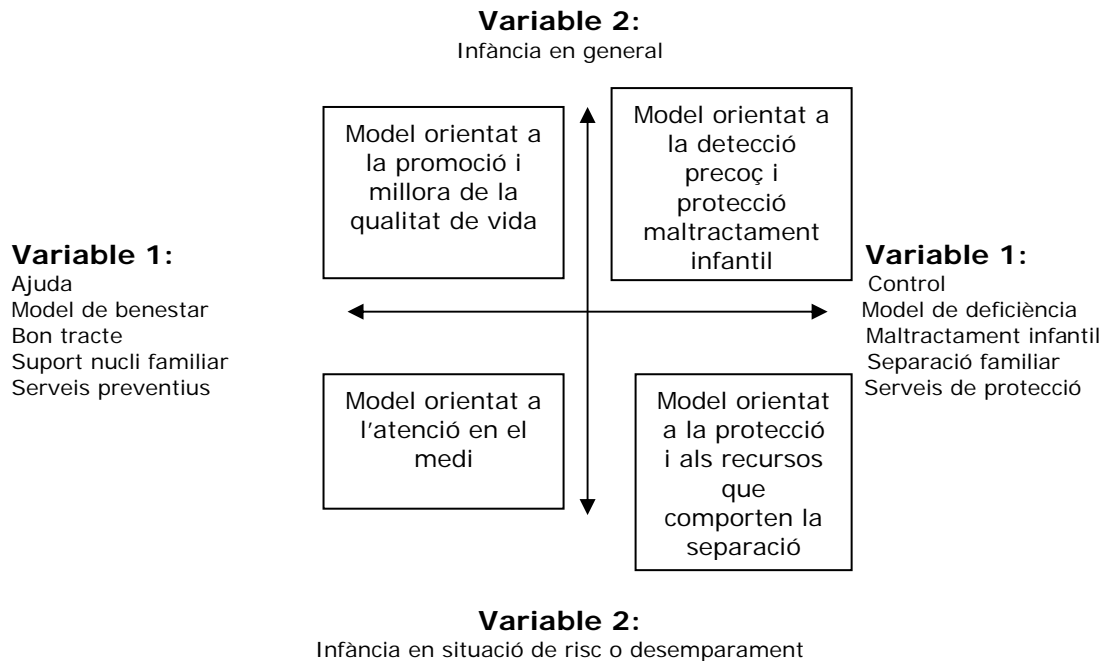 Variable 2:
Infància en general
Model orientat a
la promoció i
millora de la
qualitat de vida
Model orientat a
la detecció
precoç i
protecció
maltractament
infantil
Variable 1:
Ajuda
Model de benestar
Bon tracte
Suport nucli familiar
Serveis preventius
Variable 1:
Control
Model de deficiència
Maltractament infantil
Separació familiar
Serveis de protecció
Model orientat a
l'atenció en el
medi
Model orientat
a la protecció
i als recursos
que
comporten la
separació
Variable 2:
Infància en situació de risc o desemparament